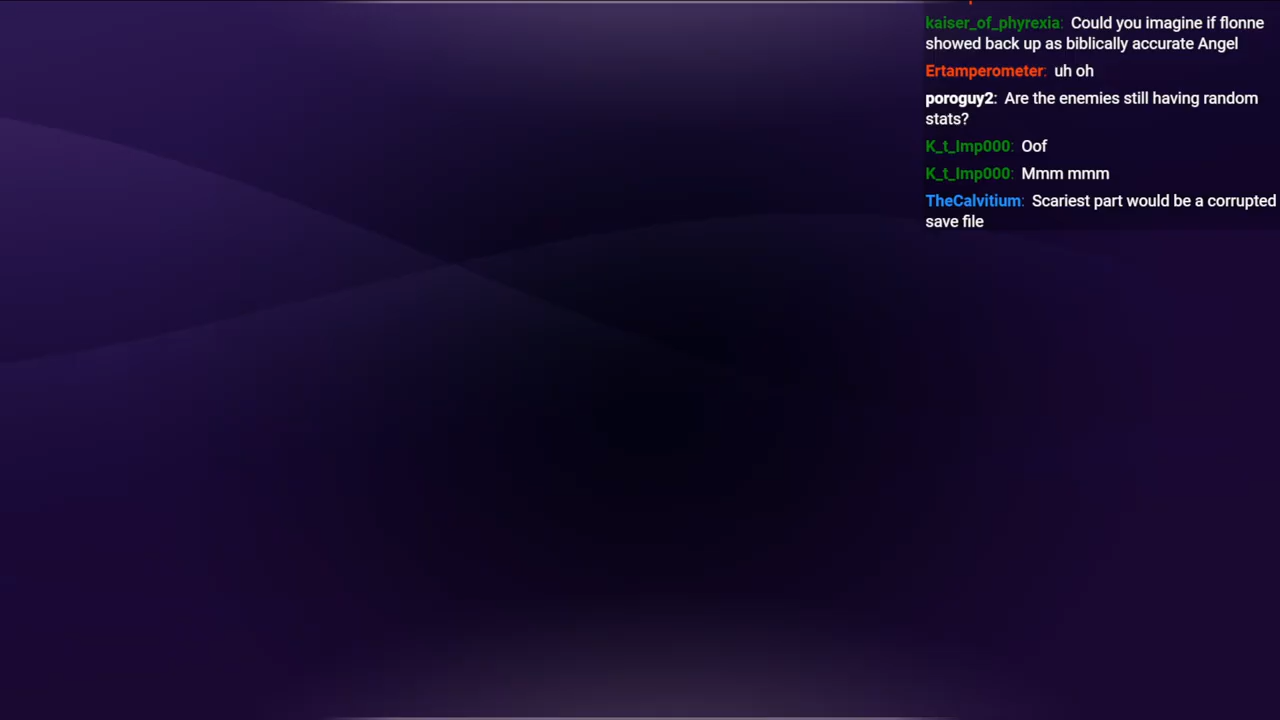 kaiser_of_phyrexia: Could you imagine if flonne
showed back up as biblically accurate Angel
Ertamperometer: uh oh
poroguy2: Are the enemies still having random
stats?
K_t_Imp000: Oof
K_t_Imp000: Mmm mmm
TheCalvitium: Scariest part would be a corrupted
save file